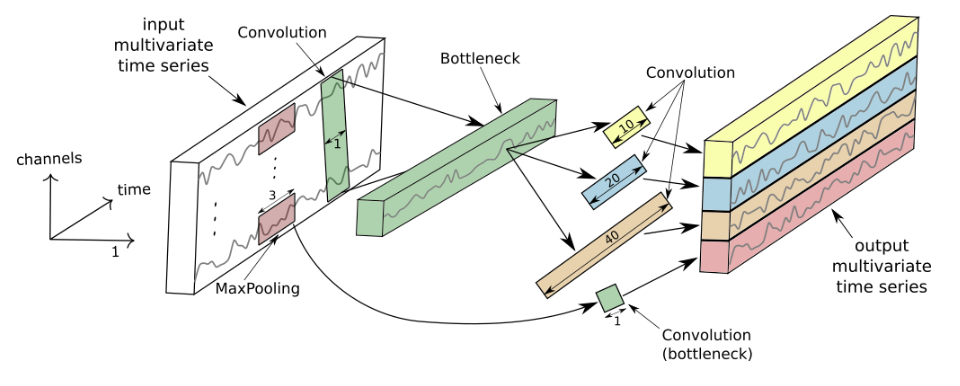 input
multivariate
time series
Convolution
Bottleneck
Convolution
channels
time
1
1
3
MaxPooling
10
20
40
1
Convolution
(bottleneck)
output
multivariate
time series